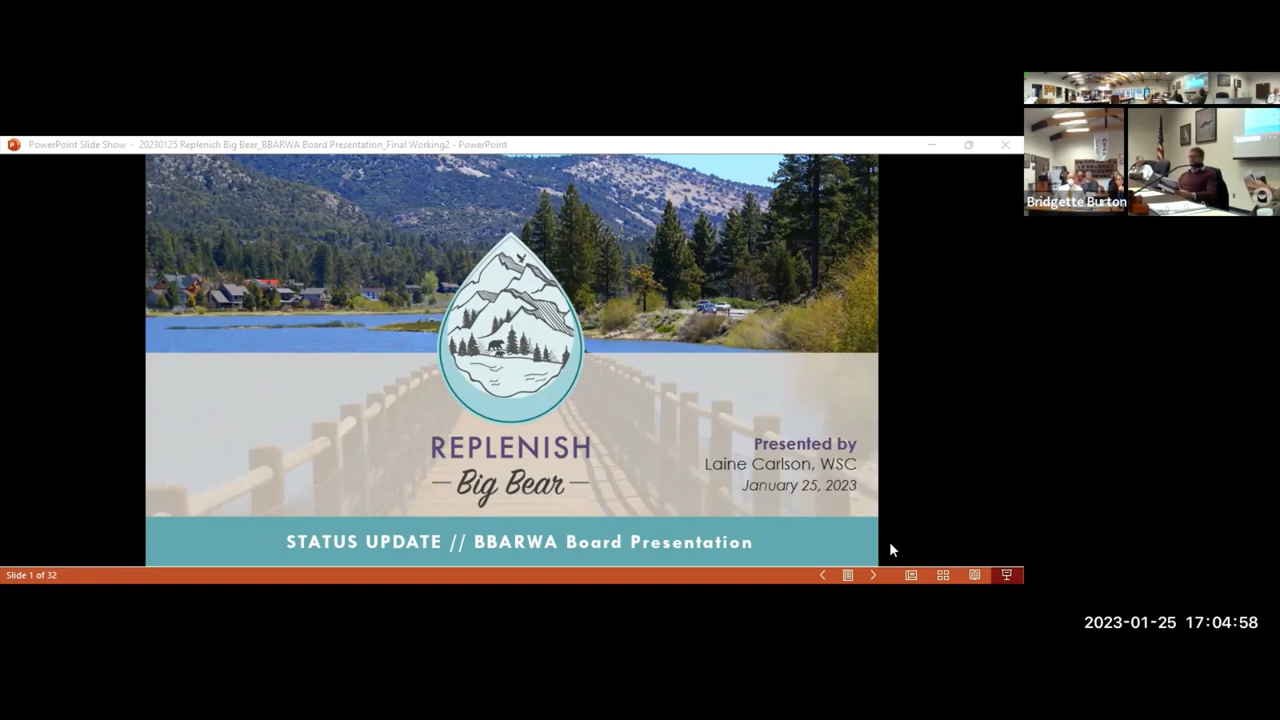 PowerPoint Slide Show - 20230125 Replenish Big Bear_BBARWA Board Presentation_Final Working2 - PowerPoint
Bridgette Burton
REPLENISH
Big Bear
Presented by
Laine Carlson, WSC
January 25, 2023
STATUS UPDATE // BBARWA Board Presentation
Slide 1 of 32
2023-01-25 17:04:58